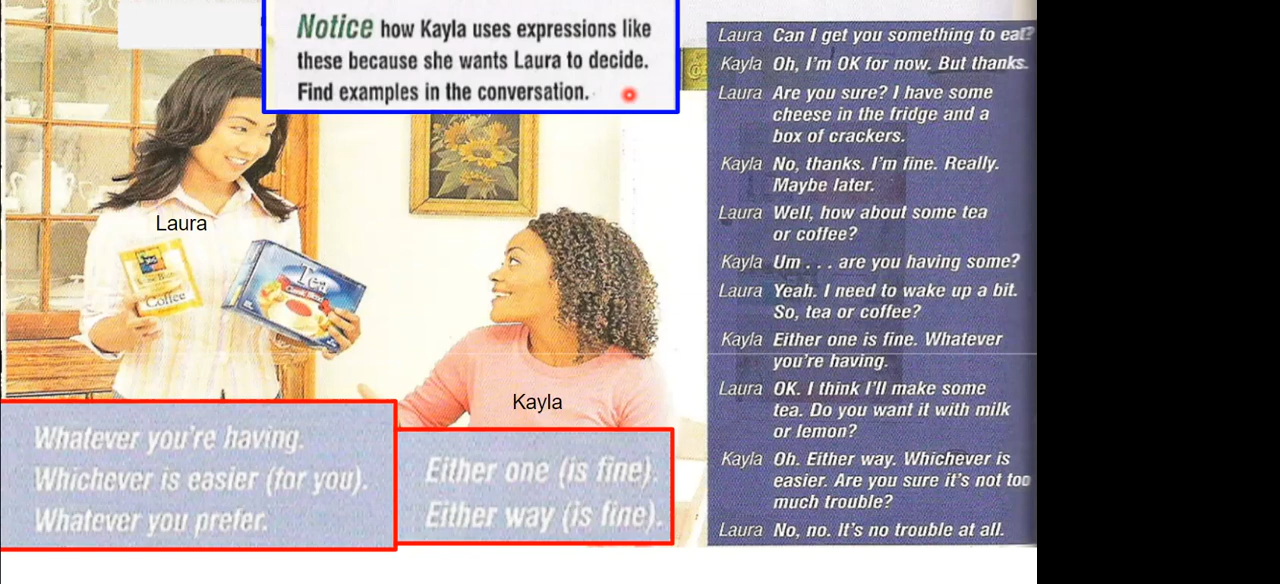 Notice how Kayla uses expressions like
these because she wants Laura to decide.
Find examples in the conversation.
Laura
Coffee
Tea
Kayla
Whatever you're having.
Whichever is easier (for you).
Whatever you prefer.
Either one (is fine).
Either way (is fine).
Laura Can I get you something to eat?
Kayla Oh, I'm OK for now. But thanks.
Laura Are you sure? I have some
cheese in the fridge and a
box of crackers.
Kayla No, thanks. I'm fine. Really.
Maybe later.
Laura Well, how about some tea
or coffee?
Kayla Um . . . are you having some?
Laura Yeah. I need to wake up a bit.
So, tea or coffee?
Kayla Either one is fine. Whatever
you're having.
Laura OK. I think I'll make some
tea. Do you want it with milk
or lemon?
Kayla Oh. Either way. Whichever is
easier. Are you sure it's not too
much trouble?
Laura No, no. It's no trouble at all.